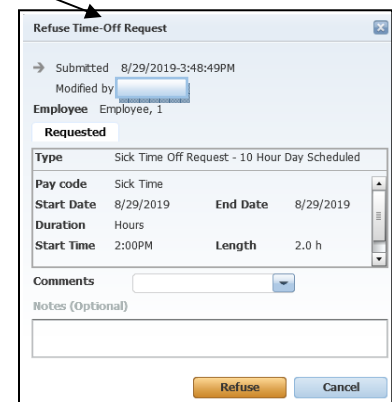 Refuse Time-Off Request
Submitted 8/29/2019-3:48:49PM
Modified by
Employee Employee, 1
Requested
Type Sick Time Off Request - 10 Hour Day Scheduled
Pay code Sick Time
Start Date 8/29/2019 End Date 8/29/2019
Duration Hours
Start Time 2:00PM Length 2.0 h
Comments
Notes (Optional)
Refuse Cancel